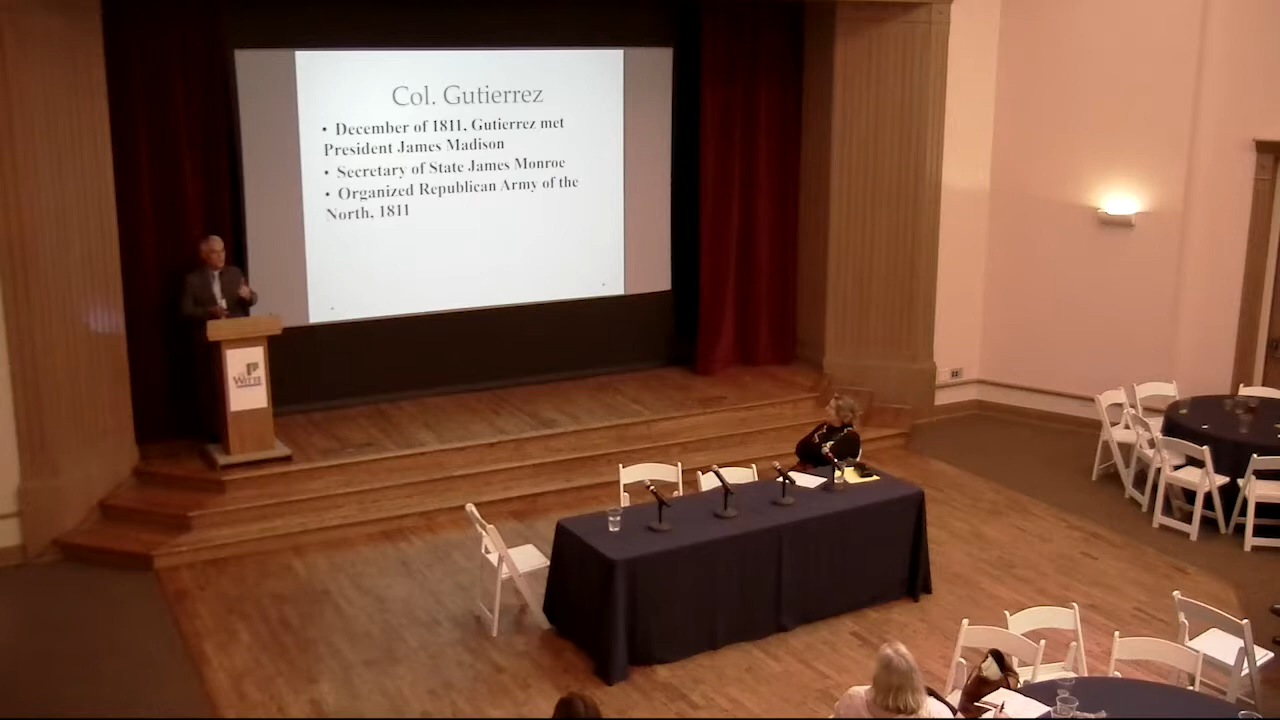 Col. Gutierrez
• December of 1811, Gutierrez met
President James Madison
• Secretary of State James Monroe
• Organized Republican Army of the
North, 1811
WITTE